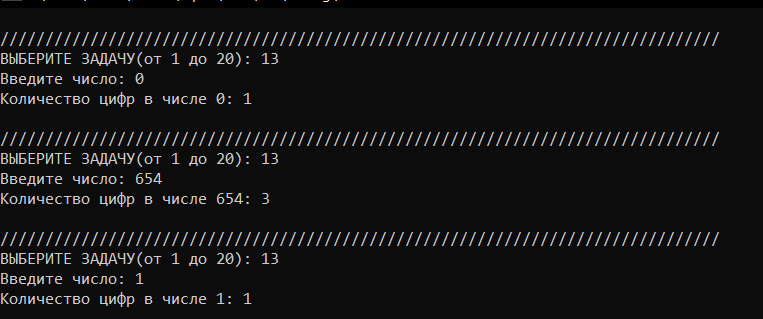 ////////////////////////////////////////////////////////////////////////////////
ВЫБЕРИТЕ ЗАДАЧУ(от 1 до 20): 13
Введите число: 0
Количество цифр в числе 0: 1
////////////////////////////////////////////////////////////////////////////////
ВЫБЕРИТЕ ЗАДАЧУ(от 1 до 20): 13
Введите число: 654
Количество цифр в числе 654: 3
////////////////////////////////////////////////////////////////////////////////
ВЫБЕРИТЕ ЗАДАЧУ(от 1 до 20): 13
Введите число: 1
Количество цифр в числе 1: 1